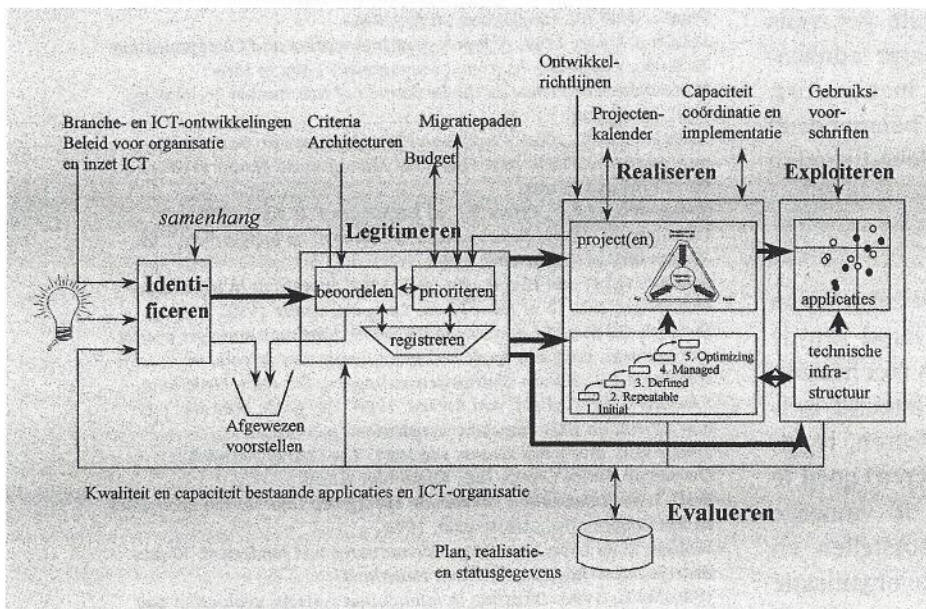 Ontwikkel-
richtlijnen
Projecten-
kalender
Capaciteit
coördinatie en
implementatie
Gebruiks-
voor-
schriften
Branche- en ICT-ontwikkelingen
Beleid voor organisatie
en inzet ICT
Criteria
Architecturen
Migratiepaden
Budget
Realiseren
Exploiteren
samenhang
Legitimeren
Identi-
ficeren
beoordelen
prioriteren
registreren
project(en)
applicaties
5. Optimizing
4. Managed
3. Defined
2. Repeatable
1. Initial
technische
infra-
structuur
Afgewezen
voorstellen
Kwaliteit en capaciteit bestaande applicaties en ICT-organisatie
Evalueren
Plan, realisatie-
en statusgegevens